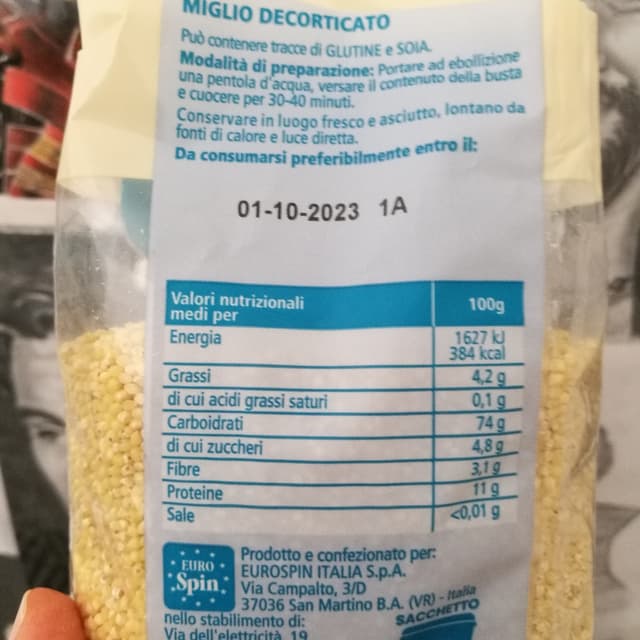 MIGLIO DECORTICATO
Può contenere tracce di GLUTINE e SOIA.
Modalità di preparazione: Portare ad ebollizione
una pentola d'acqua, versare il contenuto della busta
e cuocere per 30-40 minuti.
Conservare in luogo fresco e asciutto, lontano da
fonti di calore e luce diretta.
Da consumarsi preferibilmente entro il:
01-10-2023 1A
Valori nutrizionali
medi per 100g
Energia 1627 kJ
384 kcal
Grassi 4,2 g
di cui acidi grassi saturi 0,1 g
Carboidrati 74 g
di cui zuccheri 4,8 g
Fibre 3,1 g
Proteine 11 g
Sale <0,01 g
EURO
Spin
Prodotto e confezionato per:
EUROSPIN ITALIA S.p.A.
Via Campalto, 3/D
37036 San Martino B.A. (VR) - Italia
nello stabilimento di:
Via dell'elettricità, 19
SACCHETTO